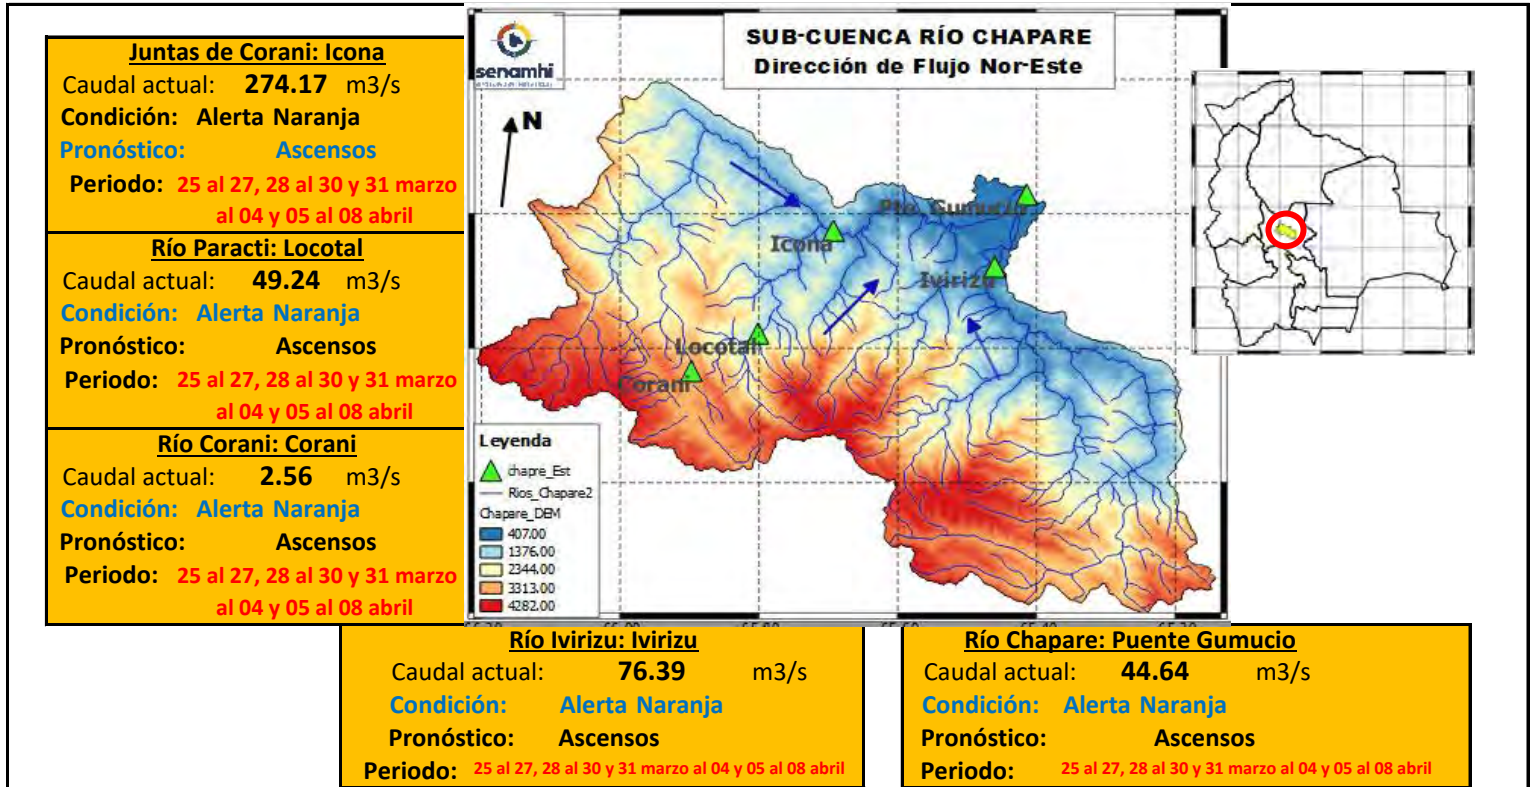 Juntas de Corani: Icona
Caudal actual: 274.17 m3/s
Condición: Alerta Naranja
Pronóstico: Ascensos
Periodo: 25 al 27, 28 al 30 y 31 marzo
al 04 y 05 al 08 abril
Río Paracti: Locotal
Caudal actual: 49.24 m3/s
Condición: Alerta Naranja
Pronóstico: Ascensos
Periodo: 25 al 27, 28 al 30 y 31 marzo
al 04 y 05 al 08 abril
Río Corani: Corani
Caudal actual: 2.56 m3/s
Condición: Alerta Naranja
Pronóstico: Ascensos
Periodo: 25 al 27, 28 al 30 y 31 marzo
al 04 y 05 al 08 abril
senamhi
SUB-CUENCA RÍO CHAPARE
Dirección de Flujo Nor-Este
N
Pte. Gumucio
Icona
Ivirizu
Locotal
Corani
Leyenda
chapre_Est
Rios_Chapare2
Chapare_DEM
407.00
1376.00
2344.00
3313.00
4282.00
Río Ivirizu: Ivirizu
Caudal actual: 76.39 m3/s
Condición: Alerta Naranja
Pronóstico: Ascensos
Periodo: 25 al 27, 28 al 30 y 31 marzo al 04 y 05 al 08 abril
Río Chapare: Puente Gumucio
Caudal actual: 44.64 m3/s
Condición: Alerta Naranja
Pronóstico: Ascensos
Periodo: 25 al 27, 28 al 30 y 31 marzo al 04 y 05 al 08 abril